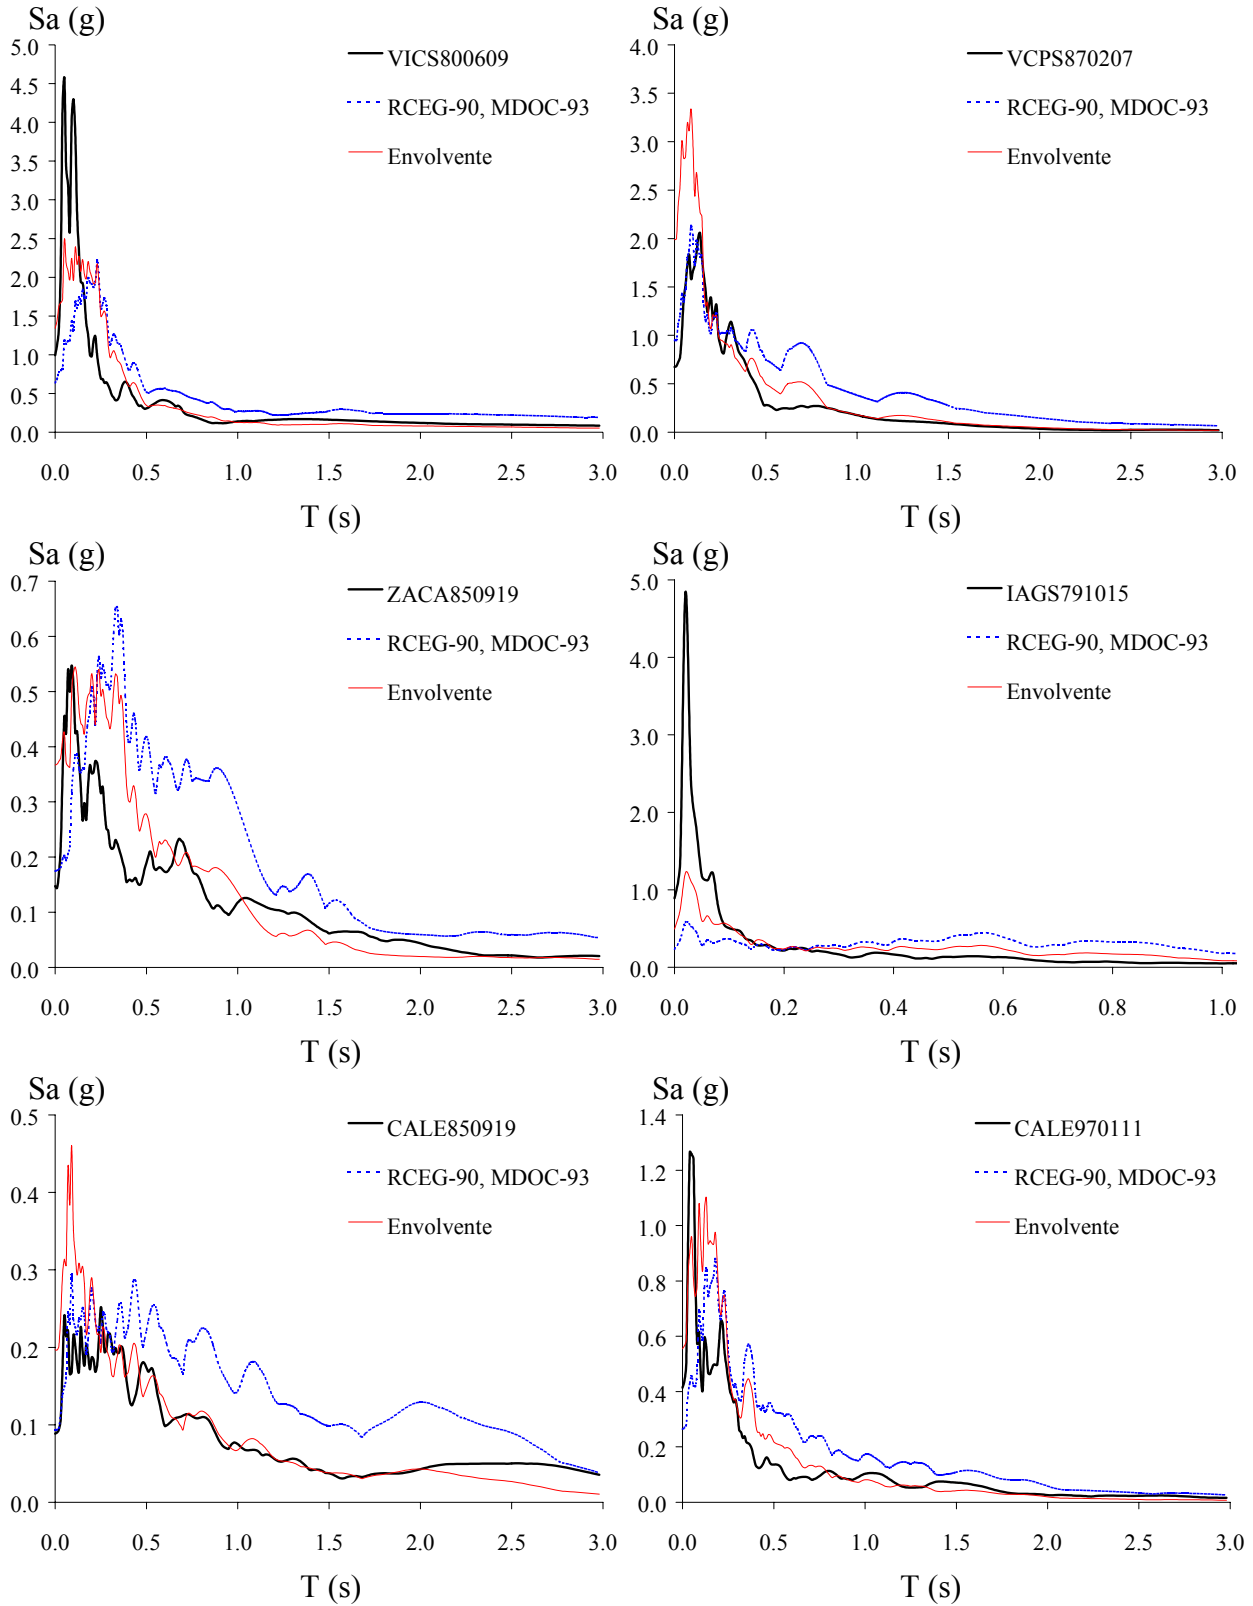 Sa (g)
5.0
4.5
4.0
3.5
3.0
2.5
2.0
1.5
1.0
0.5
0.0
VICS800609
RCEG-90, MDOC-93
Envolvente
0.0 0.5 1.0 1.5 2.0 2.5 3.0
T (s)
Sa (g)
4.0
3.5
3.0
2.5
2.0
1.5
1.0
0.5
0.0
VCPS870207
RCEG-90, MDOC-93
Envolvente
0.0 0.5 1.0 1.5 2.0 2.5 3.0
T (s)
Sa (g)
0.7
0.6
0.5
0.4
0.3
0.2
0.1
0.0
ZACA850919
RCEG-90, MDOC-93
Envolvente
0.0 0.5 1.0 1.5 2.0 2.5 3.0
T (s)
Sa (g)
5.0
4.0
3.0
2.0
1.0
0.0
IAGS791015
RCEG-90, MDOC-93
Envolvente
0.0 0.2 0.4 0.6 0.8 1.0
T (s)
Sa (g)
0.5
0.4
0.3
0.2
0.1
0.0
CALE850919
RCEG-90, MDOC-93
Envolvente
0.0 0.5 1.0 1.5 2.0 2.5 3.0
T (s)
Sa (g)
1.4
1.2
1.0
0.8
0.6
0.4
0.2
0.0
CALE970111
RCEG-90, MDOC-93
Envolvente
0.0 0.5 1.0 1.5 2.0 2.5 3.0
T (s)